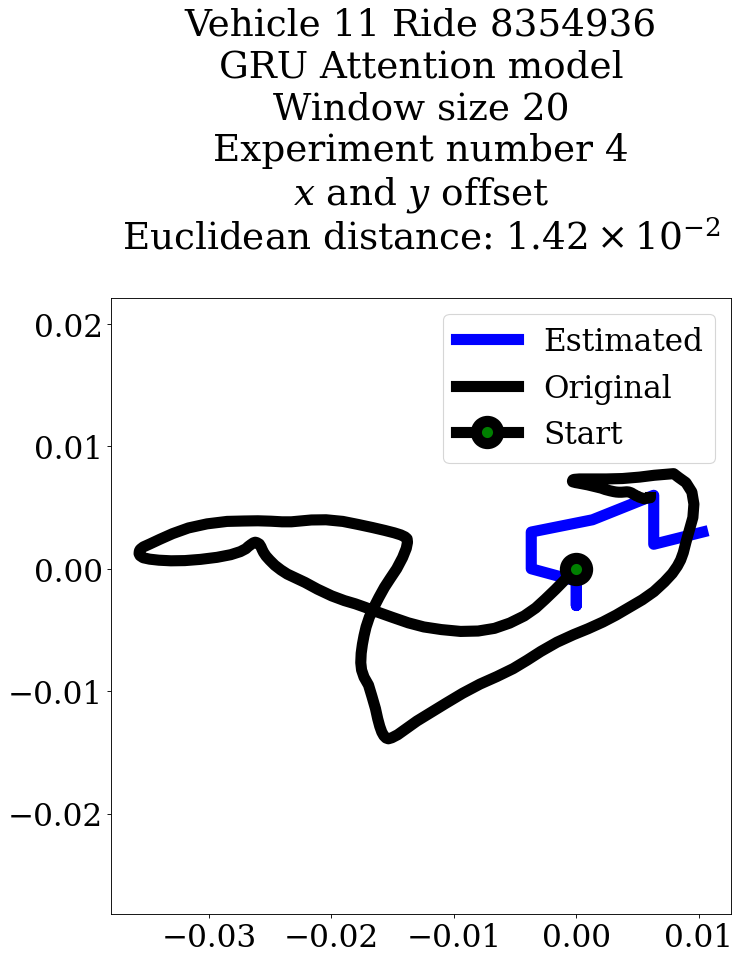 Vehicle 11 Ride 8354936
GRU Attention model
Window size 20
Experiment number 4
x and y offset
Euclidean distance: 1.42 × 10⁻²
Estimated
Original
Start
0.02
0.01
0.00
−0.01
−0.02
−0.03 −0.02 −0.01 0.00 0.01